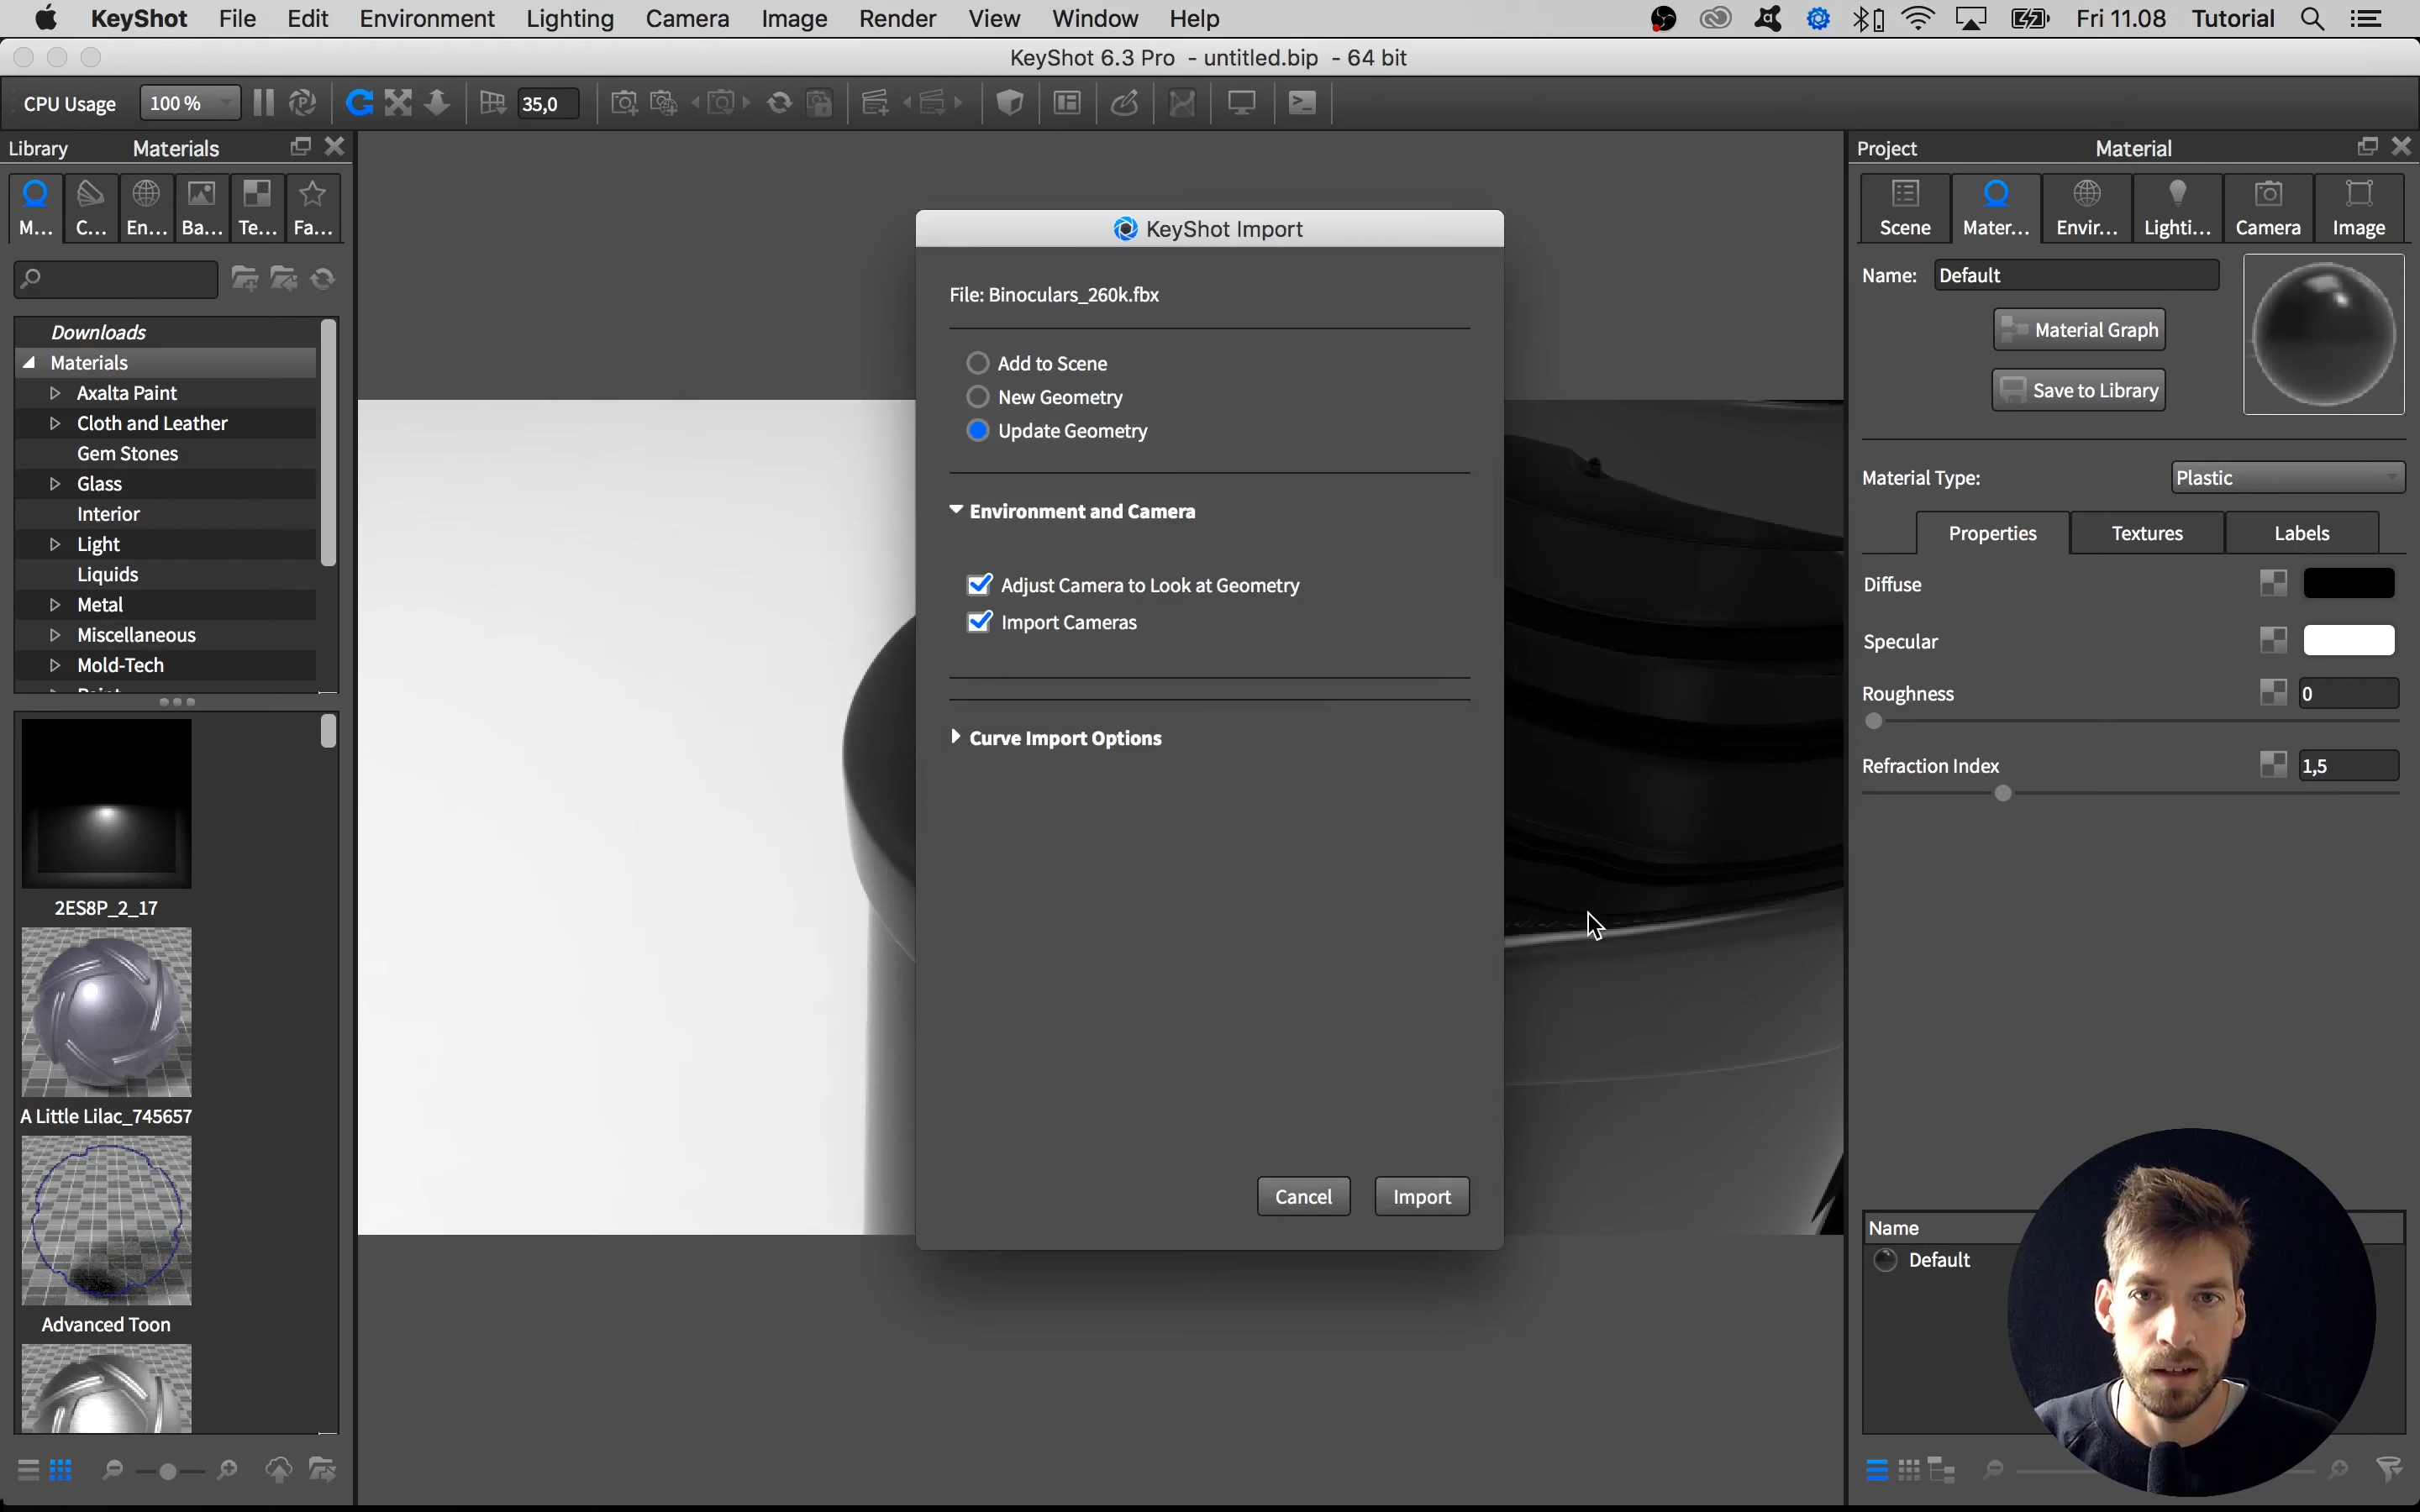 KeyShot File Edit Environment Lighting Camera Image Render View Window Help Fri 11.08 Tutorial
KeyShot 6.3 Pro - untitled.bip - 64 bit
CPU Usage 100 % 35,0
Library Materials
M... C... En... Ba... Te... Fa...
Downloads
Materials
Axalta Paint
Cloth and Leather
Gem Stones
Glass
Interior
Light
Liquids
Metal
Miscellaneous
Mold-Tech
2ES8P_2_17
A Little Lilac_745657
Advanced Toon
KeyShot Import
File: Binoculars_260k.fbx
Add to Scene
New Geometry
Update Geometry
Environment and Camera
Adjust Camera to Look at Geometry
Import Cameras
Curve Import Options
Cancel Import
Project Material
Scene Mater... Envir... Lighti... Camera Image
Name: Default
Material Graph
Save to Library
Material Type: Plastic
Properties Textures Labels
Diffuse
Specular
Roughness 0
Refraction Index 1,5
Name
Default